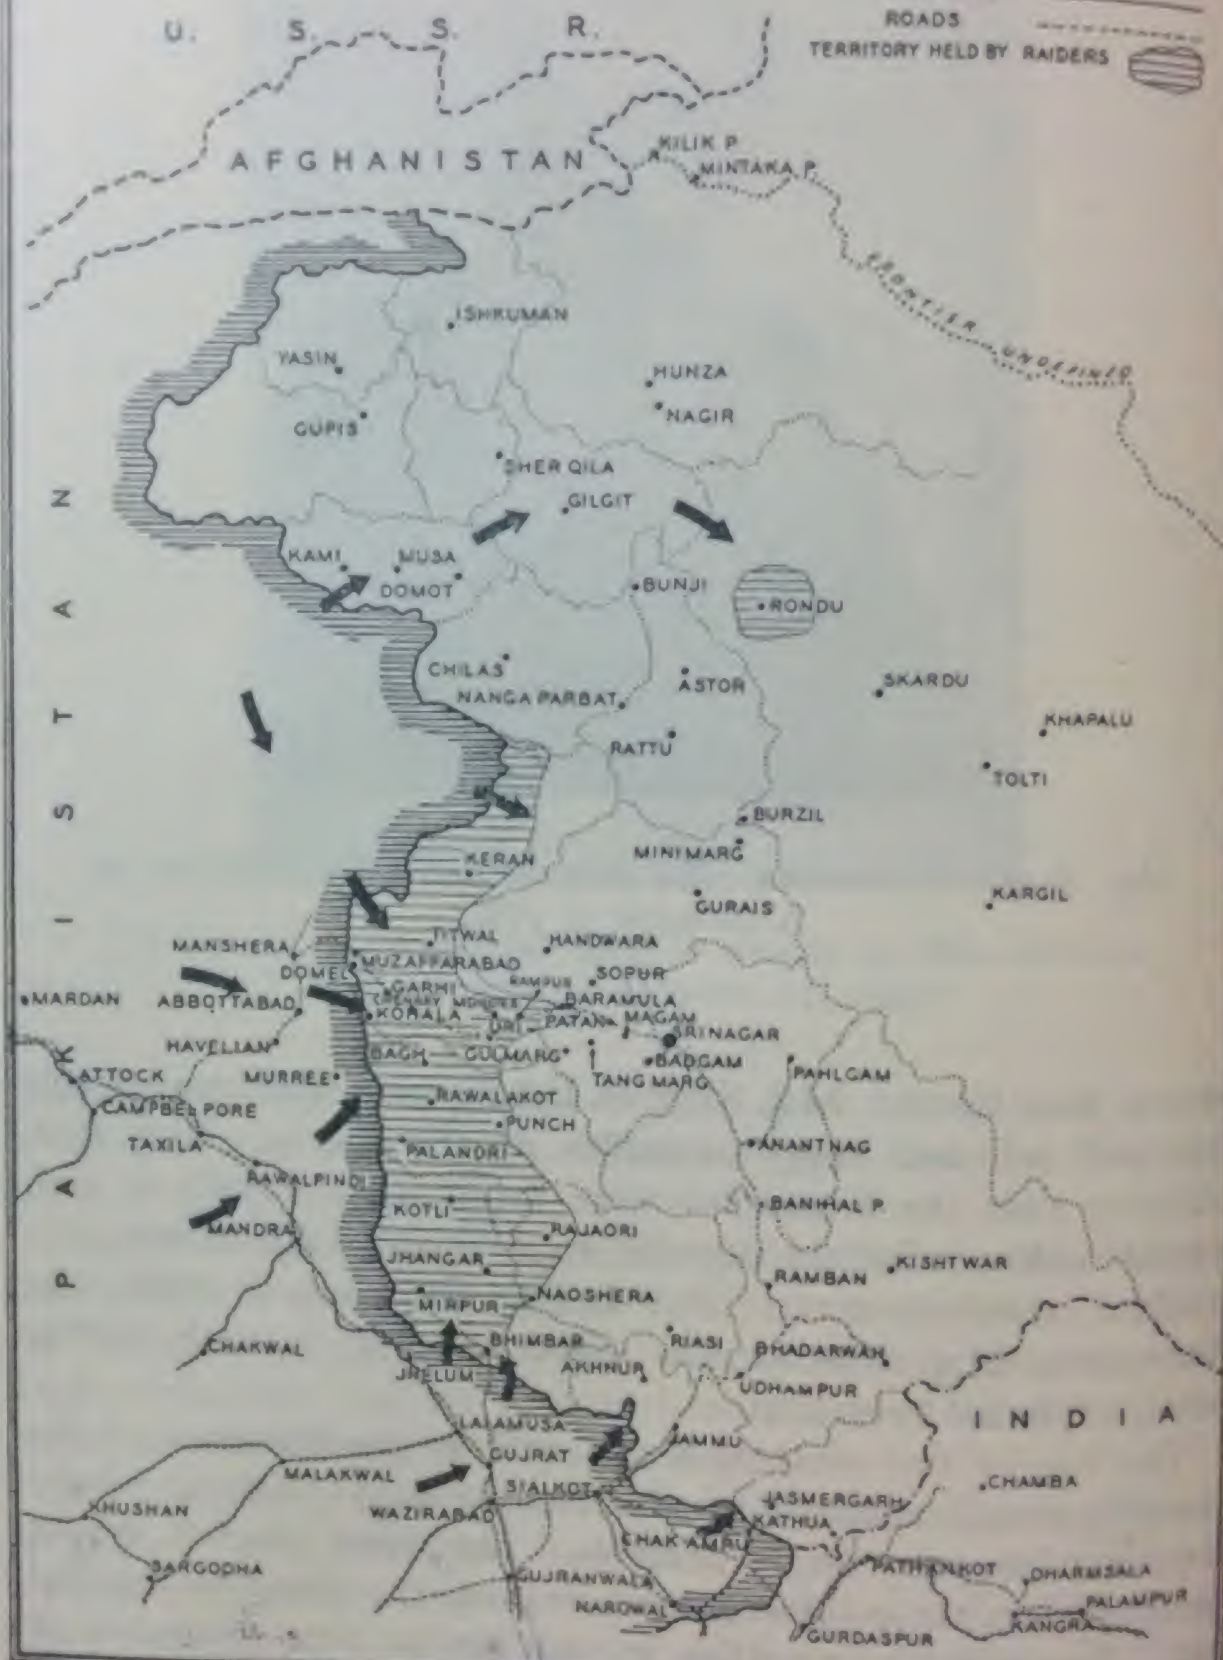 ROADS
U. S. S. R.
TERRITORY HELD BY RAIDERS
AFGHANISTAN
KILIK P.
MINTAKA P.
FRONTIER UNDEFINED
ISHKUMAN
YASIN
HUNZA
NAGIR
GUPIS
SHER QILA
GILGIT
PAKISTAN
KAMI
MUSA
DOMOT
BUNJI
RONDU
CHILAS
ASTOR
SKARDU
NANGA PARBAT
KHAPALU
RATTU
TOLTI
BURZIL
MINIMARG
KERAN
GURAIS
KARGIL
TITWAL
HANDWARA
MANSHERA
MUZAFFARABAD
DOMEL
SOPUR
RAMPUR
GARHI
MARDAN
ABBOTTABAD
BARAMULA
KOHALA
URI
PATAN
MAGAM
SRINAGAR
HAVELIAN
BAGH
GULMARG
BADGAM
ATTOCK
MURREE
TANG MARG
PAHLGAM
CAMPBELPORE
RAWALAKOT
PUNCH
TAXILA
PALANDRI
ANANTNAG
RAWALPINDI
BANIHAL P.
KOTLI
MANDRA
RAJAORI
JHANGAR
KISHTWAR
RAMBAN
MIRPUR
NAOSHERA
BHIMBAR
RIASI
CHAKWAL
BHADARWAH
JHELUM
AKHNUR
UDHAMPUR
INDIA
LALAMUSA
JAMMU
GUJRAT
MALAKWAL
CHAMBA
SIALKOT
JASMERGARH
KHUSHAN
WAZIRABAD
KATHUA
CHAK AMRU
SARGODHA
PATHANKOT
DHARMSALA
GUJRANWALA
PALAMPUR
NAROWAL
KANGRA
GURDASPUR